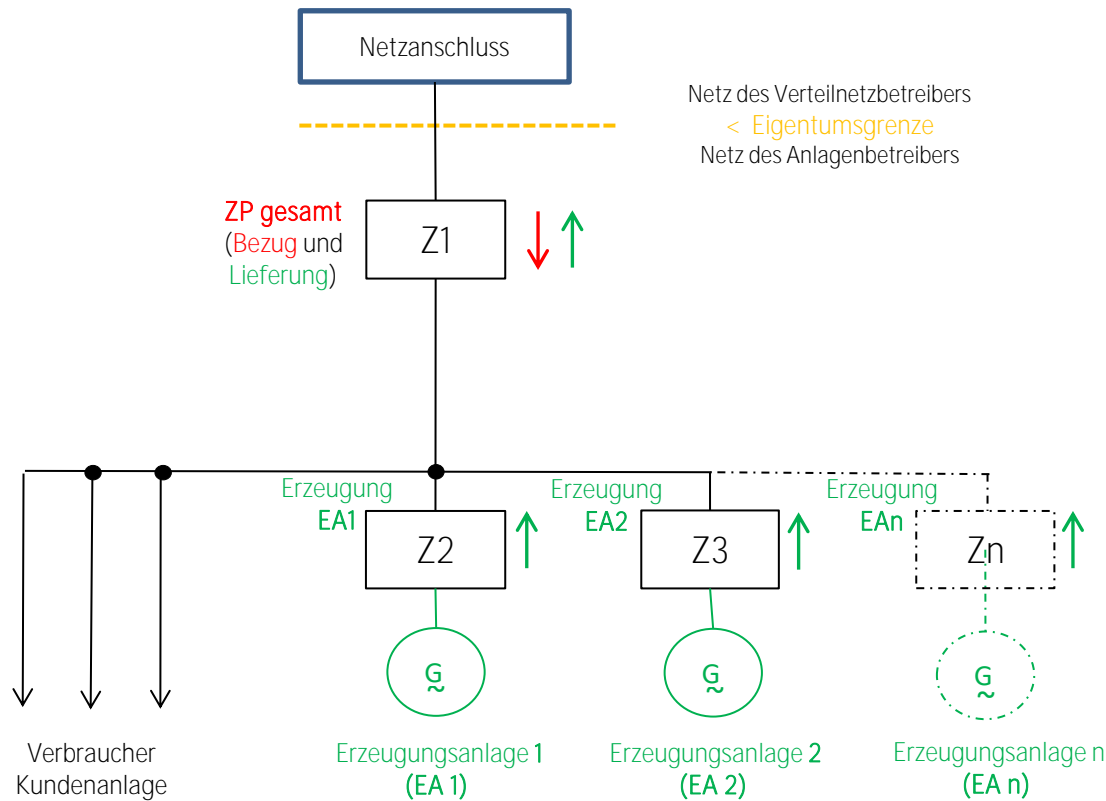 Netzanschluss
Netz des Verteilnetzbetreibers
< Eigentumsgrenze
Netz des Anlagenbetreibers
ZP gesamt
(Bezug und
Lieferung)
Z1
Erzeugung
EA1
Erzeugung
EA2
Erzeugung
EAn
Z2
Z3
Zn
G
~
G
~
G
~
Verbraucher
Kundenanlage
Erzeugungsanlage 1
(EA 1)
Erzeugungsanlage 2
(EA 2)
Erzeugungsanlage n
(EA n)